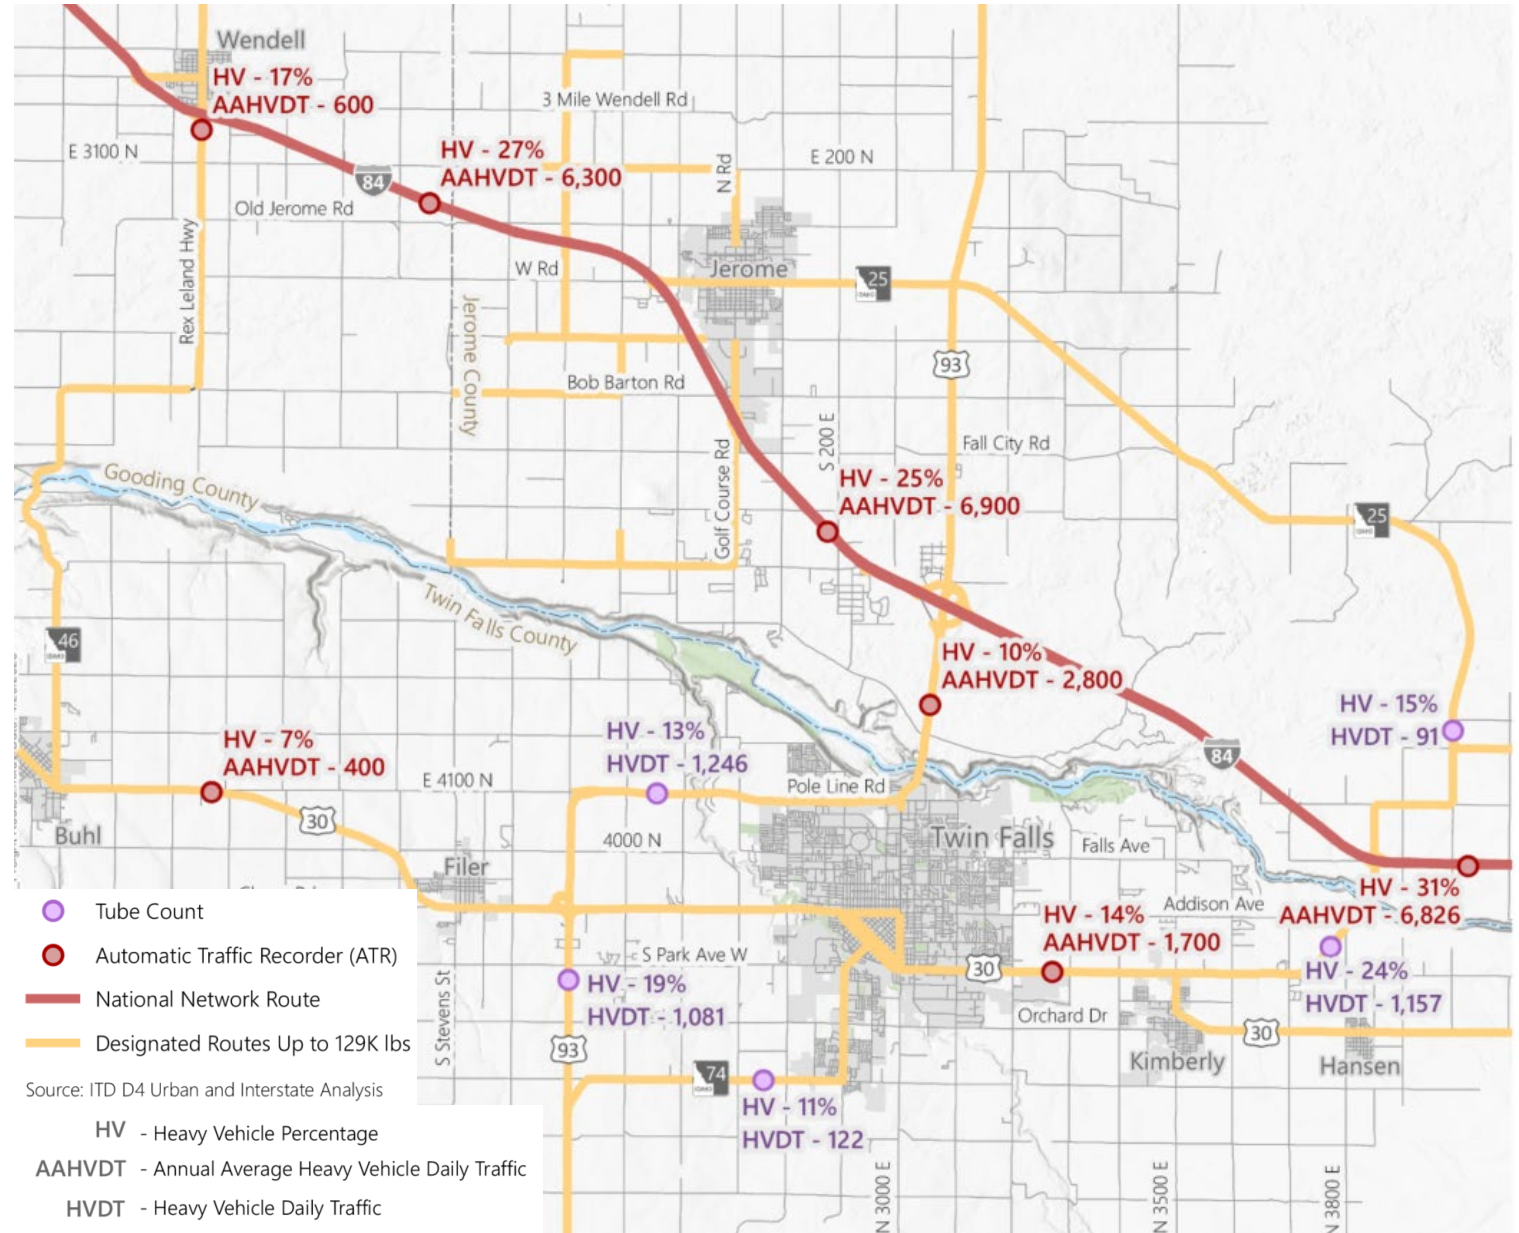 Wendell
HV - 17%
AAHVDT - 600
3 Mile Wendell Rd
E 3100 N
HV - 27%
AAHVDT - 6,300
N Rd
E 200 N
84
Old Jerome Rd
Rex Leland Hwy
W Rd
Jerome
25
IDAHO
Jerome County
93
Bob Barton Rd
S 200 E
Fall City Rd
Golf Course Rd
Gooding County
HV - 25%
AAHVDT - 6,900
25
IDAHO
Twin Falls County
46
IDAHO
HV - 10%
AAHVDT - 2,800
HV - 15%
HVDT - 91
HV - 7%
AAHVDT - 400
HV - 13%
HVDT - 1,246
84
E 4100 N
Pole Line Rd
30
Buhl
4000 N
Twin Falls
Falls Ave
Filer
HV - 31%
AAHVDT - 6,826
Addison Ave
HV - 14%
AAHVDT - 1,700
S Park Ave W
30
HV - 24%
HVDT - 1,157
HV - 19%
HVDT - 1,081
S Stevens St
Orchard Dr
93
30
Kimberly
Hansen
74
IDAHO
HV - 11%
HVDT - 122
N 3000 E
N 3500 E
N 3800 E
Tube Count
Automatic Traffic Recorder (ATR)
National Network Route
Designated Routes Up to 129K lbs
Source: ITD D4 Urban and Interstate Analysis
HV - Heavy Vehicle Percentage
AAHVDT - Annual Average Heavy Vehicle Daily Traffic
HVDT - Heavy Vehicle Daily Traffic